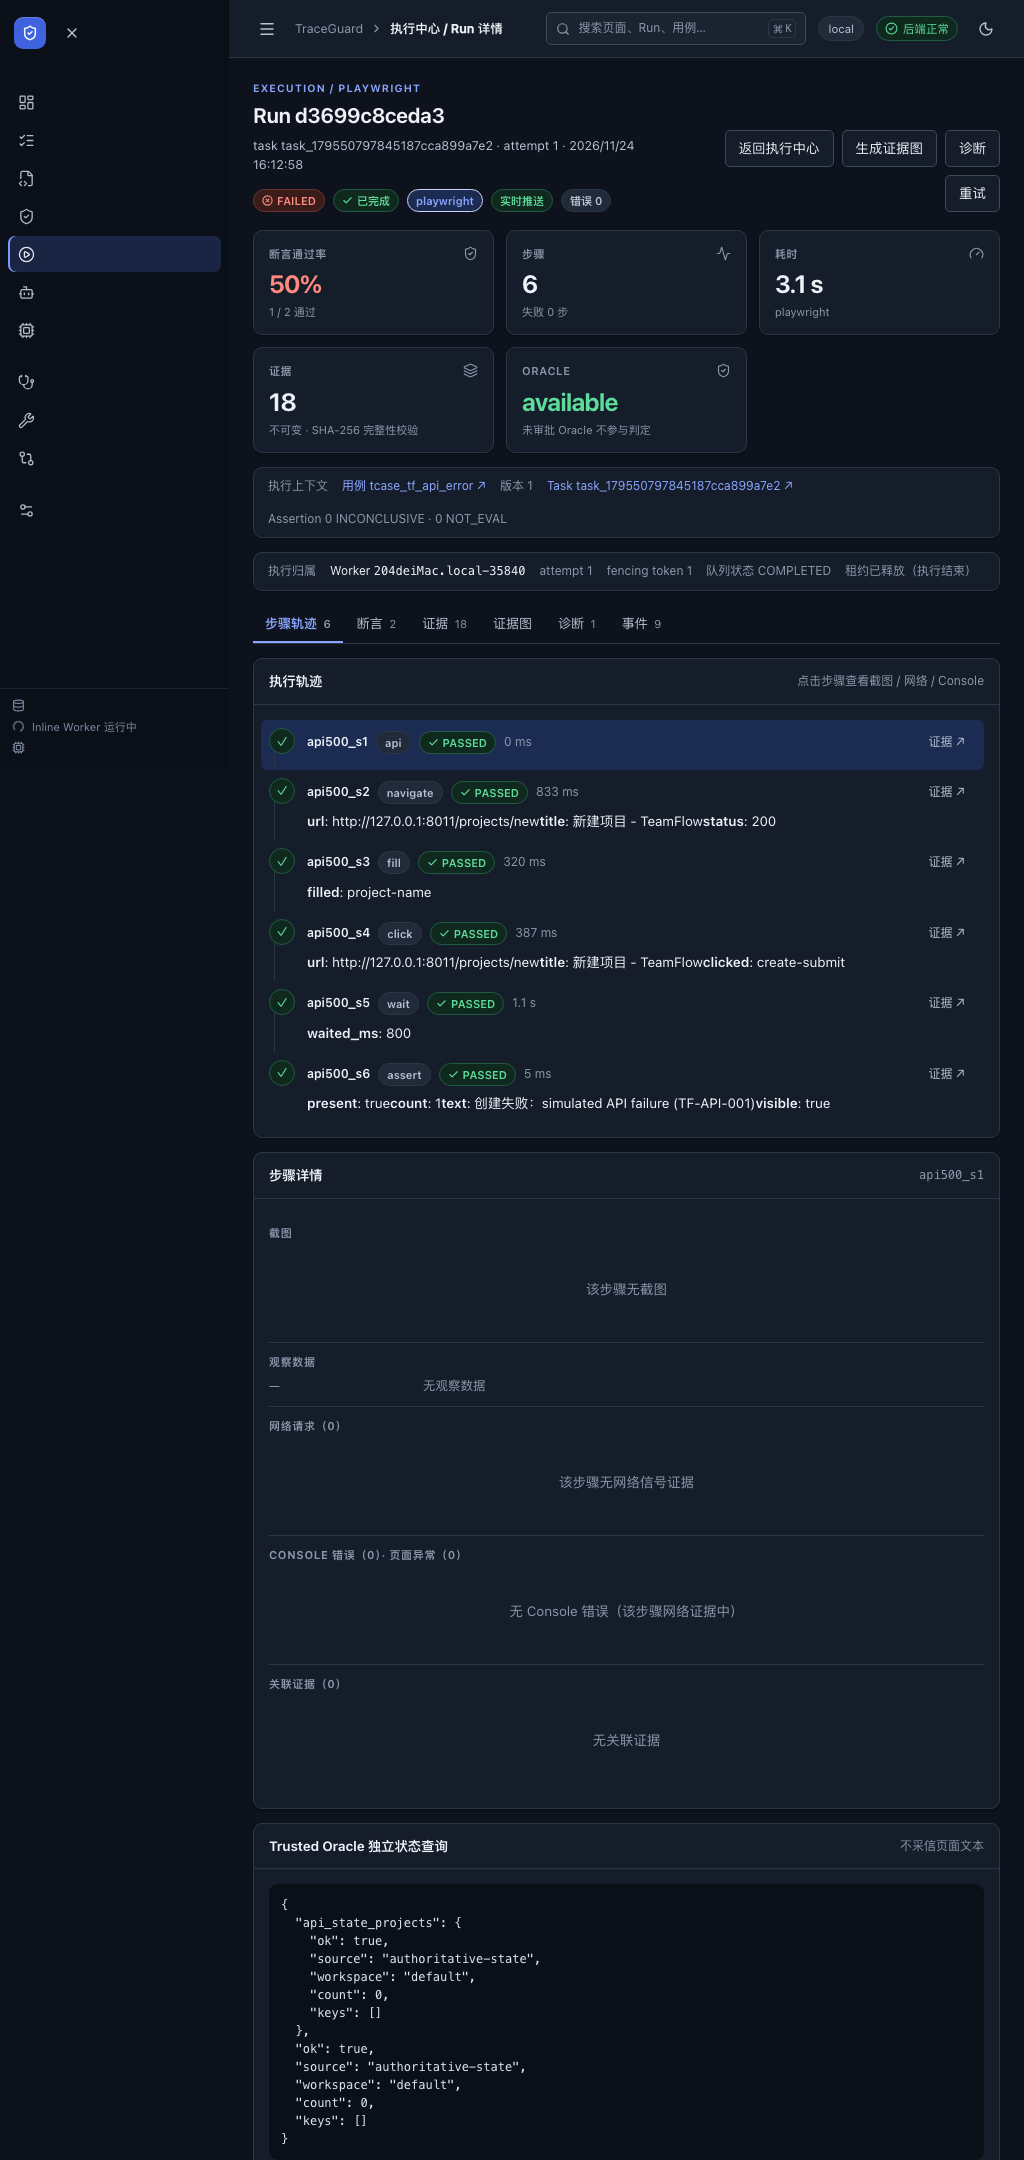 TraceGuard > 执行中心 / Run 详情
搜索页面、Run、用例...
⌘ K
local
后端正常
EXECUTION / PLAYWRIGHT
Run d3699c8ceda3
task task_179550797845187cca899a7e2 · attempt 1 · 2026/11/24
16:12:58
返回执行中心
生成证据图
诊断
重试
FAILED
已完成
playwright
实时推送
错误 0
断言通过率
50%
1 / 2 通过
步骤
6
失败 0 步
耗时
3.1 s
playwright
证据
18
不可变 · SHA-256 完整性校验
ORACLE
available
未审批 Oracle 不参与判定
执行上下文 用例 tcase_tf_api_error ↗ 版本 1 Task task_179550797845187cca899a7e2 ↗
Assertion 0 INCONCLUSIVE · 0 NOT_EVAL
执行归属 Worker 204deiMac.local-35840 attempt 1 fencing token 1 队列状态 COMPLETED 租约已释放（执行结束）
步骤轨迹 6 断言 2 证据 18 证据图 诊断 1 事件 9
执行轨迹
点击步骤查看截图 / 网络 / Console
api500_s1 api PASSED 0 ms 证据 ↗
api500_s2 navigate PASSED 833 ms 证据 ↗
url: http://127.0.0.1:8011/projects/newtitle: 新建项目 - TeamFlowstatus: 200
api500_s3 fill PASSED 320 ms 证据 ↗
filled: project-name
api500_s4 click PASSED 387 ms 证据 ↗
url: http://127.0.0.1:8011/projects/newtitle: 新建项目 - TeamFlowclicked: create-submit
api500_s5 wait PASSED 1.1 s 证据 ↗
waited_ms: 800
api500_s6 assert PASSED 5 ms 证据 ↗
present: truecount: 1text: 创建失败：simulated API failure (TF-API-001)visible: true
步骤详情
api500_s1
截图
该步骤无截图
观察数据
— 无观察数据
网络请求（0）
该步骤无网络信号证据
CONSOLE 错误（0）· 页面异常（0）
无 Console 错误（该步骤网络证据中）
关联证据（0）
无关联证据
Trusted Oracle 独立状态查询
不采信页面文本
{
"api_state_projects": {
"ok": true,
"source": "authoritative-state",
"workspace": "default",
"count": 0,
"keys": []
},
"ok": true,
"source": "authoritative-state",
"workspace": "default",
"count": 0,
"keys": []
}
Inline Worker 运行中